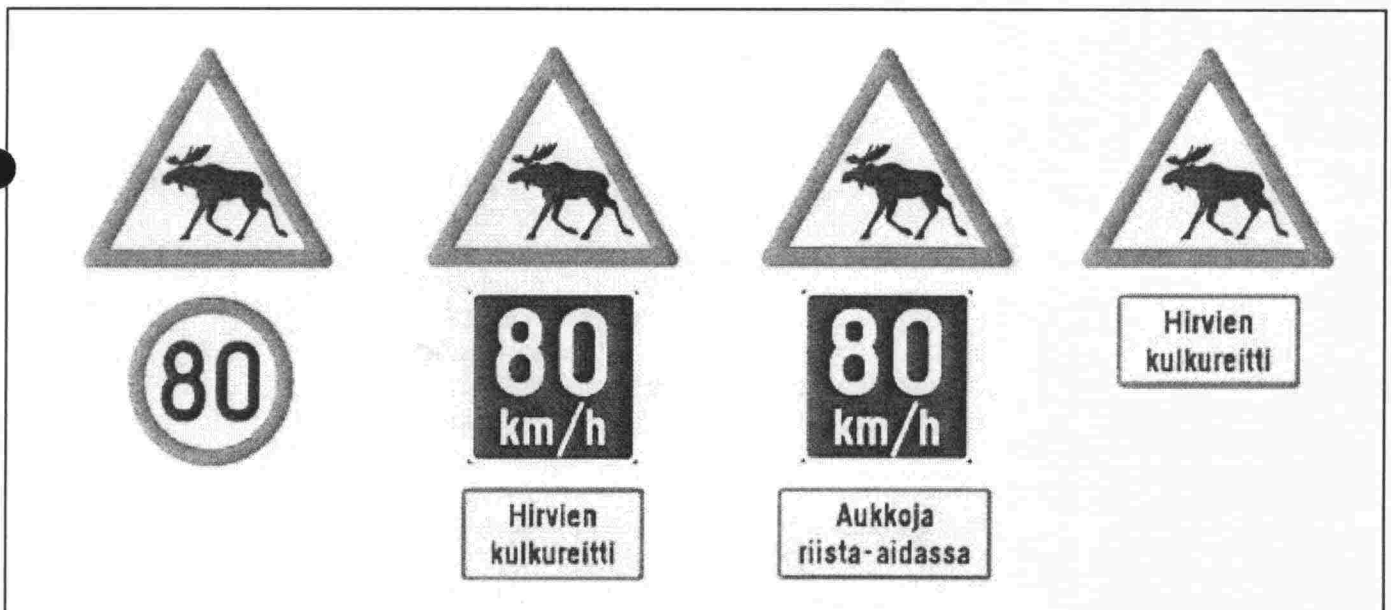 80
80
km/h
Hirvien
kulkureitti
80
km/h
Aukkoja
riista-aidassa
Hirvien
kulkureitti